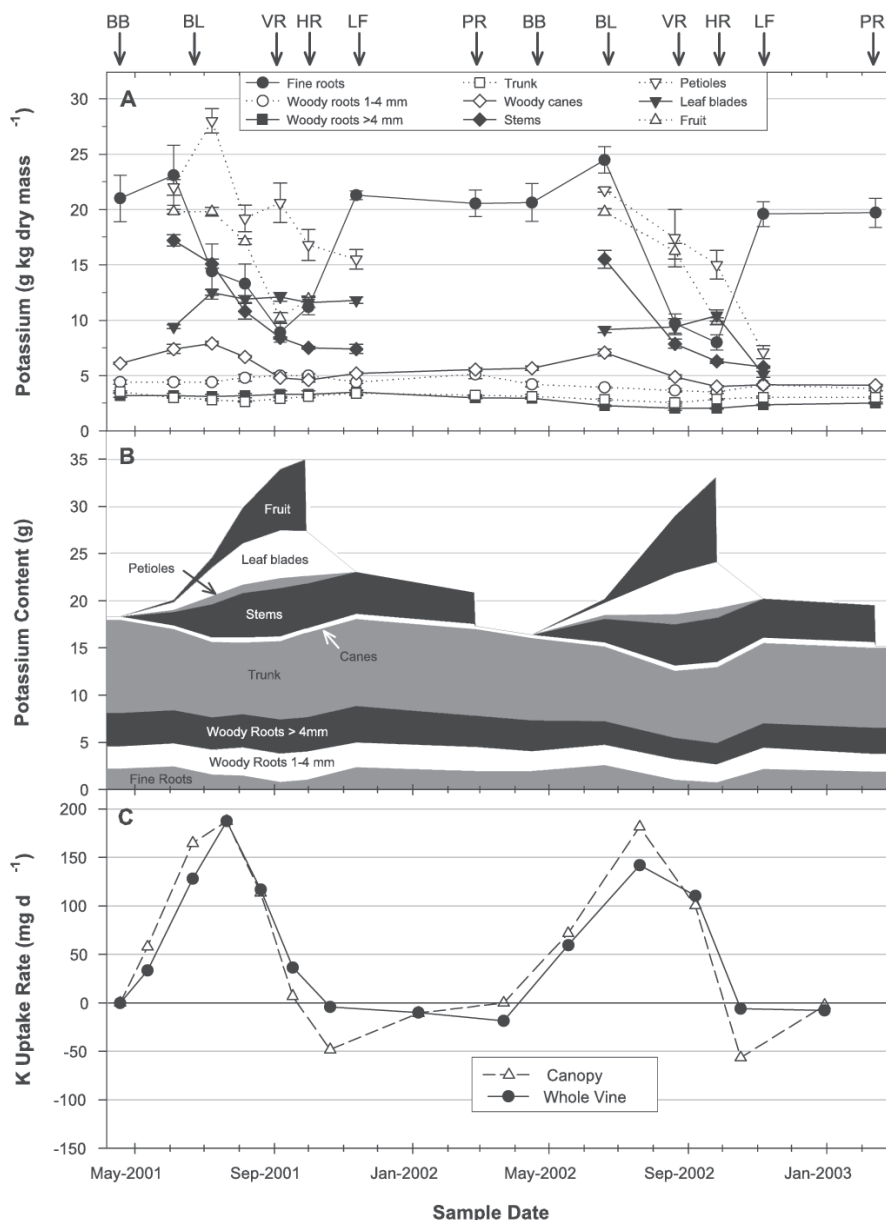 BB BL VR HR LF PR BB BL VR HR LF PR
A
Fine roots Trunk Petioles
Woody roots 1-4 mm Woody canes Leaf blades
Woody roots >4 mm Stems Fruit
Potassium (g kg dry mass -1)
30
25
20
15
10
5
0
B
Potassium Content (g)
35
30
25
20
15
10
5
0
Fruit
Leaf blades
Petioles
Stems
Canes
Trunk
Woody Roots > 4mm
Woody Roots 1-4 mm
Fine Roots
C
K Uptake Rate (mg d -1)
200
150
100
50
0
-50
-100
-150
Canopy
Whole Vine
May-2001 Sep-2001 Jan-2002 May-2002 Sep-2002 Jan-2003
Sample Date